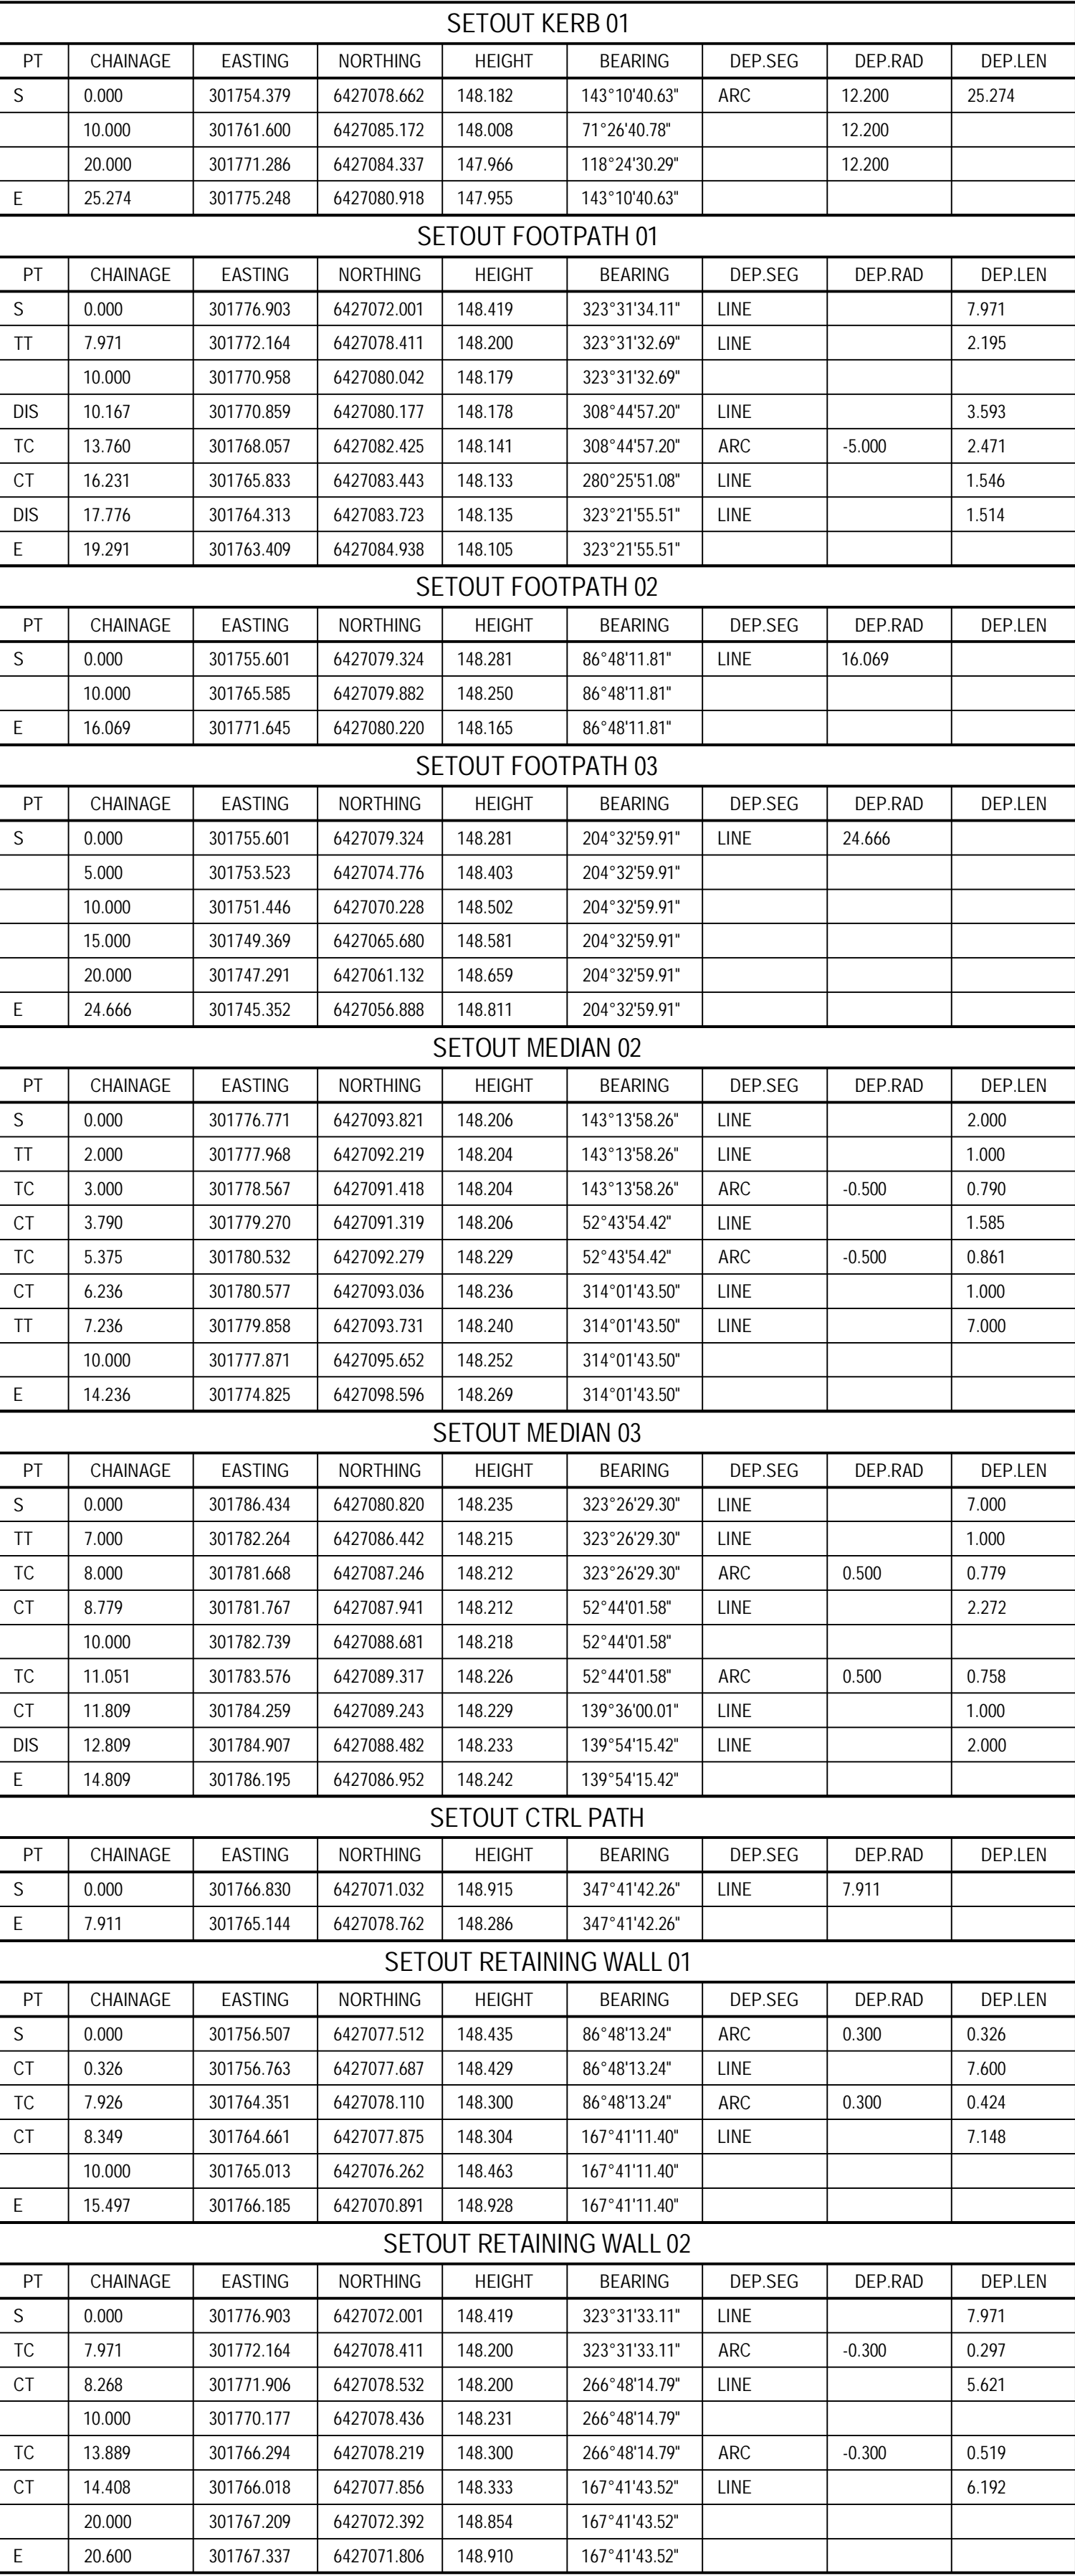 SETOUT KERB 01
PT CHAINAGE EASTING NORTHING HEIGHT BEARING DEP.SEG DEP.RAD DEP.LEN
S 0.000 301754.379 6427078.662 148.182 143°10'40.63" ARC 12.200 25.274
10.000 301761.600 6427085.172 148.008 71°26'40.78" 12.200
20.000 301771.286 6427084.337 147.966 118°24'30.29" 12.200
E 25.274 301775.248 6427080.918 147.955 143°10'40.63"
SETOUT FOOTPATH 01
PT CHAINAGE EASTING NORTHING HEIGHT BEARING DEP.SEG DEP.RAD DEP.LEN
S 0.000 301776.903 6427072.001 148.419 323°31'34.11" LINE 7.971
TT 7.971 301772.164 6427078.411 148.200 323°31'32.69" LINE 2.195
10.000 301770.958 6427080.042 148.179 323°31'32.69"
DIS 10.167 301770.859 6427080.177 148.178 308°44'57.20" LINE 3.593
TC 13.760 301768.057 6427082.425 148.141 308°44'57.20" ARC -5.000 2.471
CT 16.231 301765.833 6427083.443 148.133 280°25'51.08" LINE 1.546
DIS 17.776 301764.313 6427083.723 148.135 323°21'55.51" LINE 1.514
E 19.291 301763.409 6427084.938 148.105 323°21'55.51"
SETOUT FOOTPATH 02
PT CHAINAGE EASTING NORTHING HEIGHT BEARING DEP.SEG DEP.RAD DEP.LEN
S 0.000 301755.601 6427079.324 148.281 86°48'11.81" LINE 16.069
10.000 301765.585 6427079.882 148.250 86°48'11.81"
E 16.069 301771.645 6427080.220 148.165 86°48'11.81"
SETOUT FOOTPATH 03
PT CHAINAGE EASTING NORTHING HEIGHT BEARING DEP.SEG DEP.RAD DEP.LEN
S 0.000 301755.601 6427079.324 148.281 204°32'59.91" LINE 24.666
5.000 301753.523 6427074.776 148.403 204°32'59.91"
10.000 301751.446 6427070.228 148.502 204°32'59.91"
15.000 301749.369 6427065.680 148.581 204°32'59.91"
20.000 301747.291 6427061.132 148.659 204°32'59.91"
E 24.666 301745.352 6427056.888 148.811 204°32'59.91"
SETOUT MEDIAN 02
PT CHAINAGE EASTING NORTHING HEIGHT BEARING DEP.SEG DEP.RAD DEP.LEN
S 0.000 301776.771 6427093.821 148.206 143°13'58.26" LINE 2.000
TT 2.000 301777.968 6427092.219 148.204 143°13'58.26" LINE 1.000
TC 3.000 301778.567 6427091.418 148.204 143°13'58.26" ARC -0.500 0.790
CT 3.790 301779.270 6427091.319 148.206 52°43'54.42" LINE 1.585
TC 5.375 301780.532 6427092.279 148.229 52°43'54.42" ARC -0.500 0.861
CT 6.236 301780.577 6427093.036 148.236 314°01'43.50" LINE 1.000
TT 7.236 301779.858 6427093.731 148.240 314°01'43.50" LINE 7.000
10.000 301777.871 6427095.652 148.252 314°01'43.50"
E 14.236 301774.825 6427098.596 148.269 314°01'43.50"
SETOUT MEDIAN 03
PT CHAINAGE EASTING NORTHING HEIGHT BEARING DEP.SEG DEP.RAD DEP.LEN
S 0.000 301786.434 6427080.820 148.235 323°26'29.30" LINE 7.000
TT 7.000 301782.264 6427086.442 148.215 323°26'29.30" LINE 1.000
TC 8.000 301781.668 6427087.246 148.212 323°26'29.30" ARC 0.500 0.779
CT 8.779 301781.767 6427087.941 148.212 52°44'01.58" LINE 2.272
10.000 301782.739 6427088.681 148.218 52°44'01.58"
TC 11.051 301783.576 6427089.317 148.226 52°44'01.58" ARC 0.500 0.758
CT 11.809 301784.259 6427089.243 148.229 139°36'00.01" LINE 1.000
DIS 12.809 301784.907 6427088.482 148.233 139°54'15.42" LINE 2.000
E 14.809 301786.195 6427086.952 148.242 139°54'15.42"
SETOUT CTRL PATH
PT CHAINAGE EASTING NORTHING HEIGHT BEARING DEP.SEG DEP.RAD DEP.LEN
S 0.000 301766.830 6427071.032 148.915 347°41'42.26" LINE 7.911
E 7.911 301765.144 6427078.762 148.286 347°41'42.26"
SETOUT RETAINING WALL 01
PT CHAINAGE EASTING NORTHING HEIGHT BEARING DEP.SEG DEP.RAD DEP.LEN
S 0.000 301756.507 6427077.512 148.435 86°48'13.24" ARC 0.300 0.326
CT 0.326 301756.763 6427077.687 148.429 86°48'13.24" LINE 7.600
TC 7.926 301764.351 6427078.110 148.300 86°48'13.24" ARC 0.300 0.424
CT 8.349 301764.661 6427077.875 148.304 167°41'11.40" LINE 7.148
10.000 301765.013 6427076.262 148.463 167°41'11.40"
E 15.497 301766.185 6427070.891 148.928 167°41'11.40"
SETOUT RETAINING WALL 02
PT CHAINAGE EASTING NORTHING HEIGHT BEARING DEP.SEG DEP.RAD DEP.LEN
S 0.000 301776.903 6427072.001 148.419 323°31'33.11" LINE 7.971
TC 7.971 301772.164 6427078.411 148.200 323°31'33.11" ARC -0.300 0.297
CT 8.268 301771.906 6427078.532 148.200 266°48'14.79" LINE 5.621
10.000 301770.177 6427078.436 148.231 266°48'14.79"
TC 13.889 301766.294 6427078.219 148.300 266°48'14.79" ARC -0.300 0.519
CT 14.408 301766.018 6427077.856 148.333 167°41'43.52" LINE 6.192
20.000 301767.209 6427072.392 148.854 167°41'43.52"
E 20.600 301767.337 6427071.806 148.910 167°41'43.52"